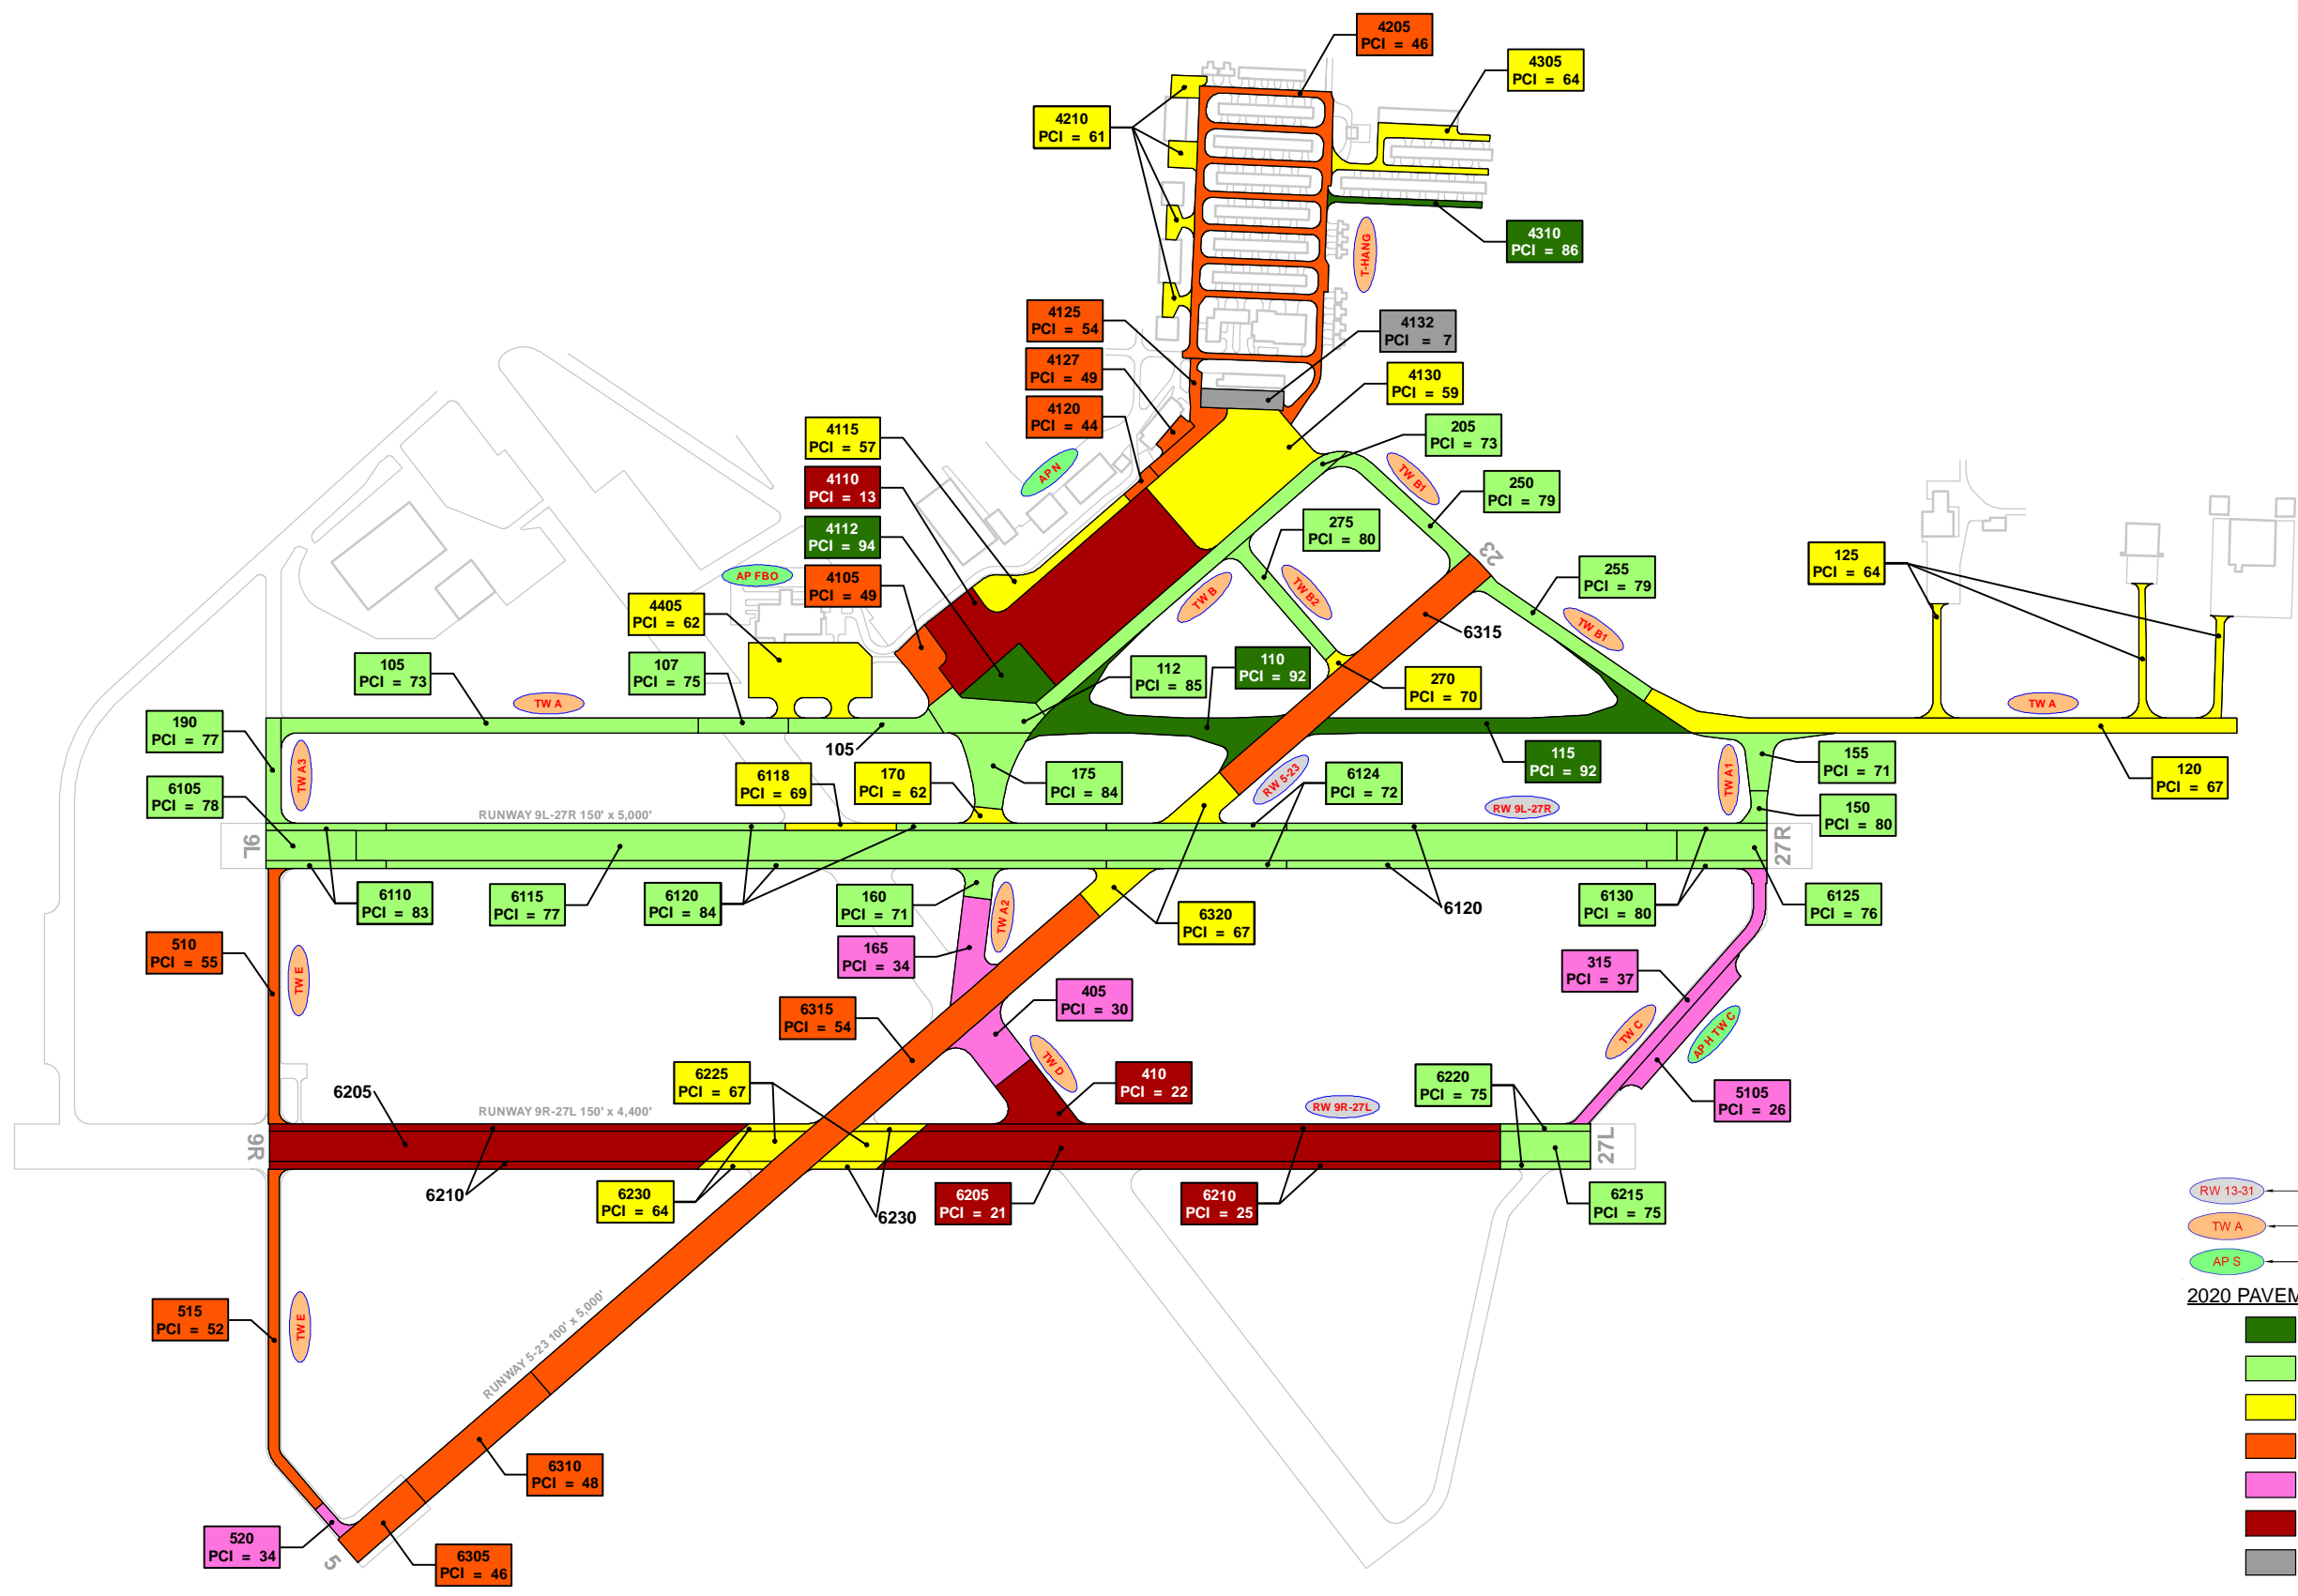 4205
PCI = 46
4305
PCI = 64
4210
PCI = 61
4310
PCI = 86
T-HANG
4125
PCI = 54
4132
PCI = 7
4127
PCI = 49
4130
PCI = 59
4120
PCI = 44
4115
PCI = 57
205
PCI = 73
AP N
TW B1
4110
PCI = 13
250
PCI = 79
4112
PCI = 94
275
PCI = 80
23
AP FBO
4105
PCI = 49
TW B
TW B2
255
PCI = 79
125
PCI = 64
4405
PCI = 62
6315
TW B1
105
PCI = 73
107
PCI = 75
112
PCI = 85
110
PCI = 92
270
PCI = 70
TW A
TW A
190
PCI = 77
105
115
PCI = 92
155
PCI = 71
120
PCI = 67
TW A3
6105
PCI = 78
6118
PCI = 69
170
PCI = 62
175
PCI = 84
RW 5-23
6124
PCI = 72
TW A1
RW 9L-27R
150
PCI = 80
RUNWAY 9L-27R 150' x 5,000'
9L
27R
6110
PCI = 83
6115
PCI = 77
6120
PCI = 84
160
PCI = 71
TW A2
6320
PCI = 67
6120
6130
PCI = 80
6125
PCI = 76
510
PCI = 55
TW E
165
PCI = 34
315
PCI = 37
6315
PCI = 54
405
PCI = 30
TW C
AP H TW C
TW D
6225
PCI = 67
410
PCI = 22
6220
PCI = 75
5105
PCI = 26
6205
RUNWAY 9R-27L 150' x 4,400'
RW 9R-27L
9R
27L
6210
6230
PCI = 64
6230
6205
PCI = 21
6210
PCI = 25
6215
PCI = 75
RW 13-31
TW A
AP S
2020 PAVEM
515
PCI = 52
TW E
RUNWAY 5-23 100' x 5,000'
6310
PCI = 48
520
PCI = 34
5
6305
PCI = 46